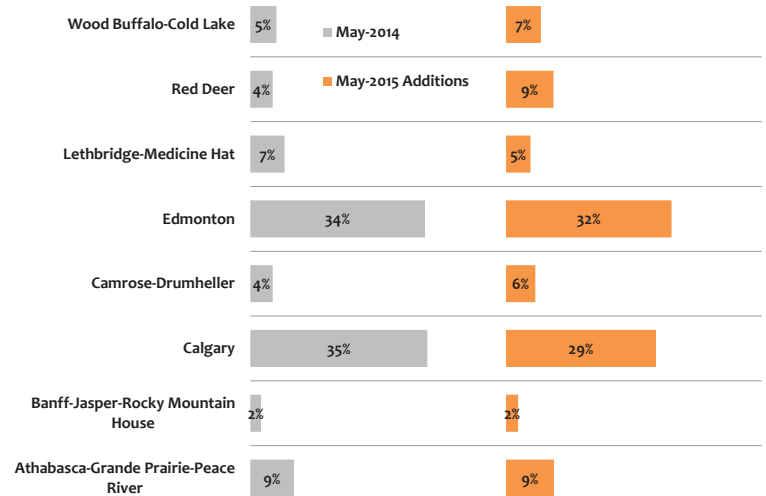 Wood Buffalo-Cold Lake 5% May-2014 7%
Red Deer 4% May-2015 Additions 9%
Lethbridge-Medicine Hat 7% 5%
Edmonton 34% 32%
Camrose-Drumheller 4% 6%
Calgary 35% 29%
Banff-Jasper-Rocky Mountain
House 2% 2%
Athabasca-Grande Prairie-Peace
River 9% 9%